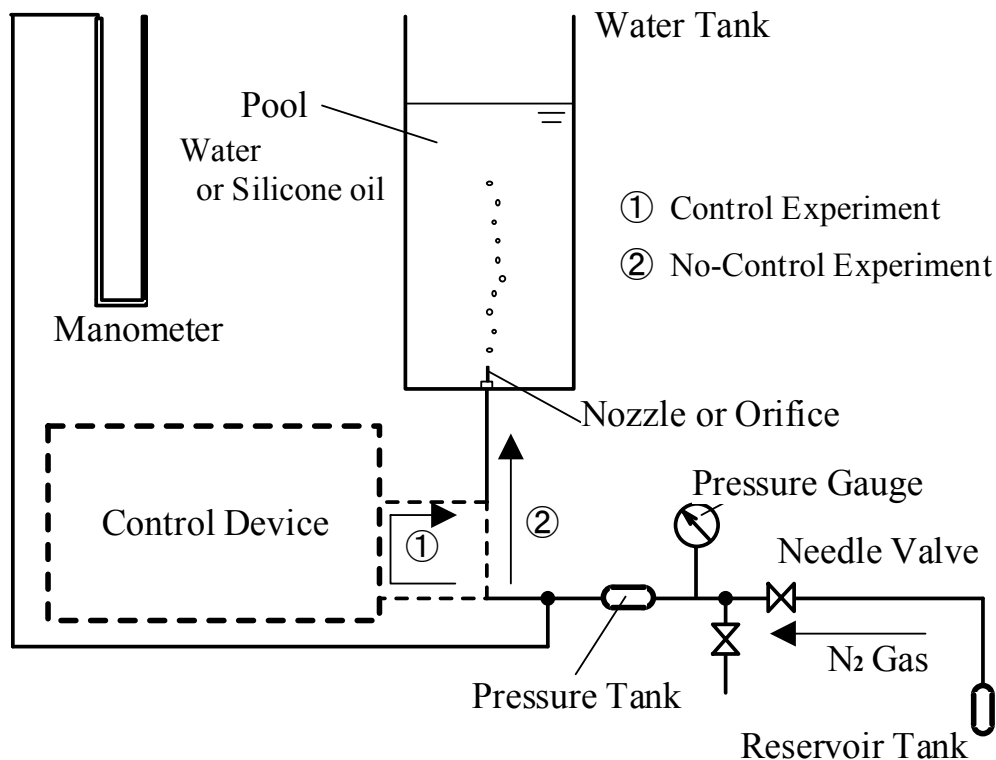 Water Tank
Pool
Water
or Silicone oil
① Control Experiment
② No-Control Experiment
Manometer
Nozzle or Orifice
Pressure Gauge
Control Device
①
②
Needle Valve
N₂ Gas
Pressure Tank
Reservoir Tank